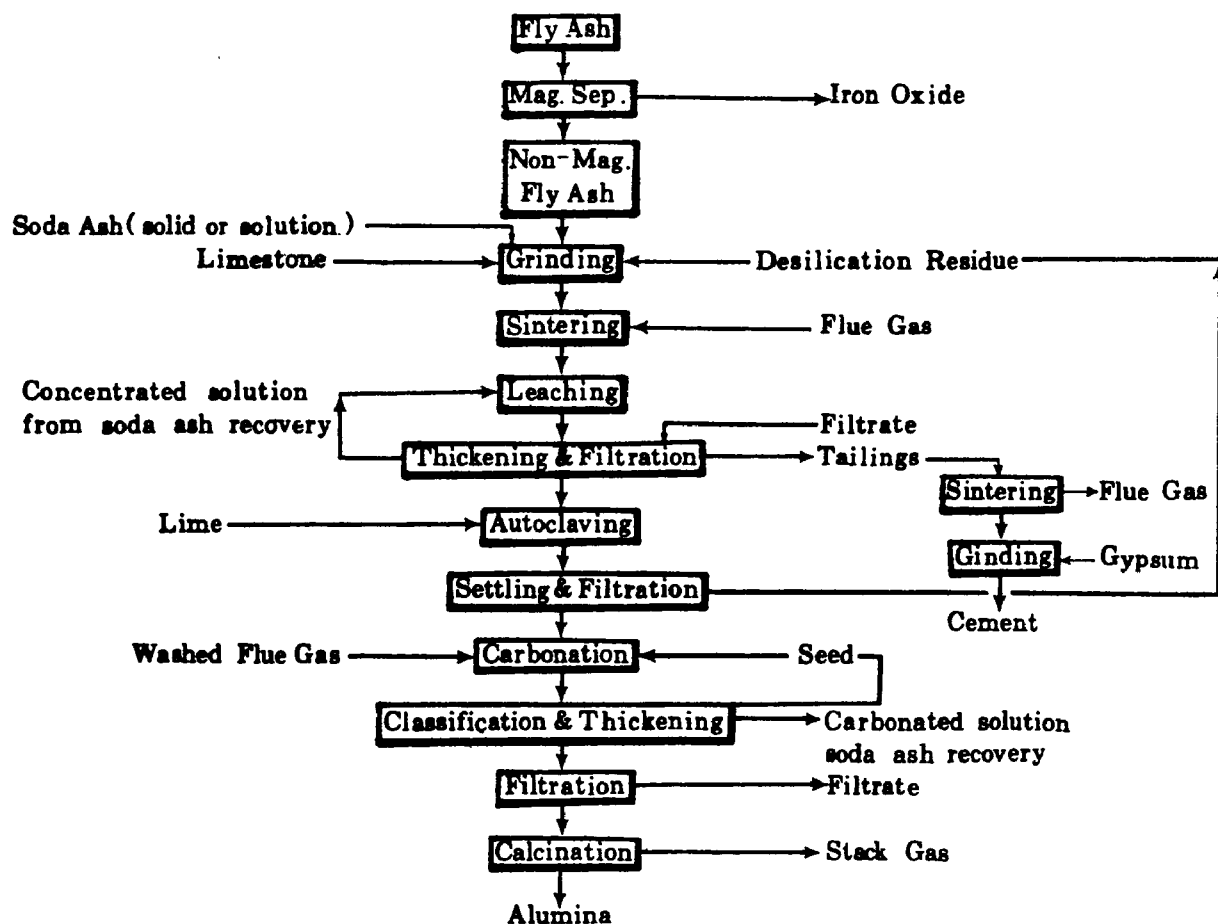 Fly Ash
Mag. Sep.
Iron Oxide
Non-Mag.
Fly Ash
Soda Ash (solid or solution.)
Limestone
Grinding
Desilication Residue
Sintering
Flue Gas
Concentrated solution
from soda ash recovery
Leaching
Filtrate
Thickening & Filtration
Tailings
Sintering
Flue Gas
Lime
Autoclaving
Ginding
Gypsum
Settling & Filtration
Cement
Washed Flue Gas
Carbonation
Seed
Classification & Thickening
Carbonated solution
soda ash recovery
Filtration
Filtrate
Calcination
Stack Gas
Alumina